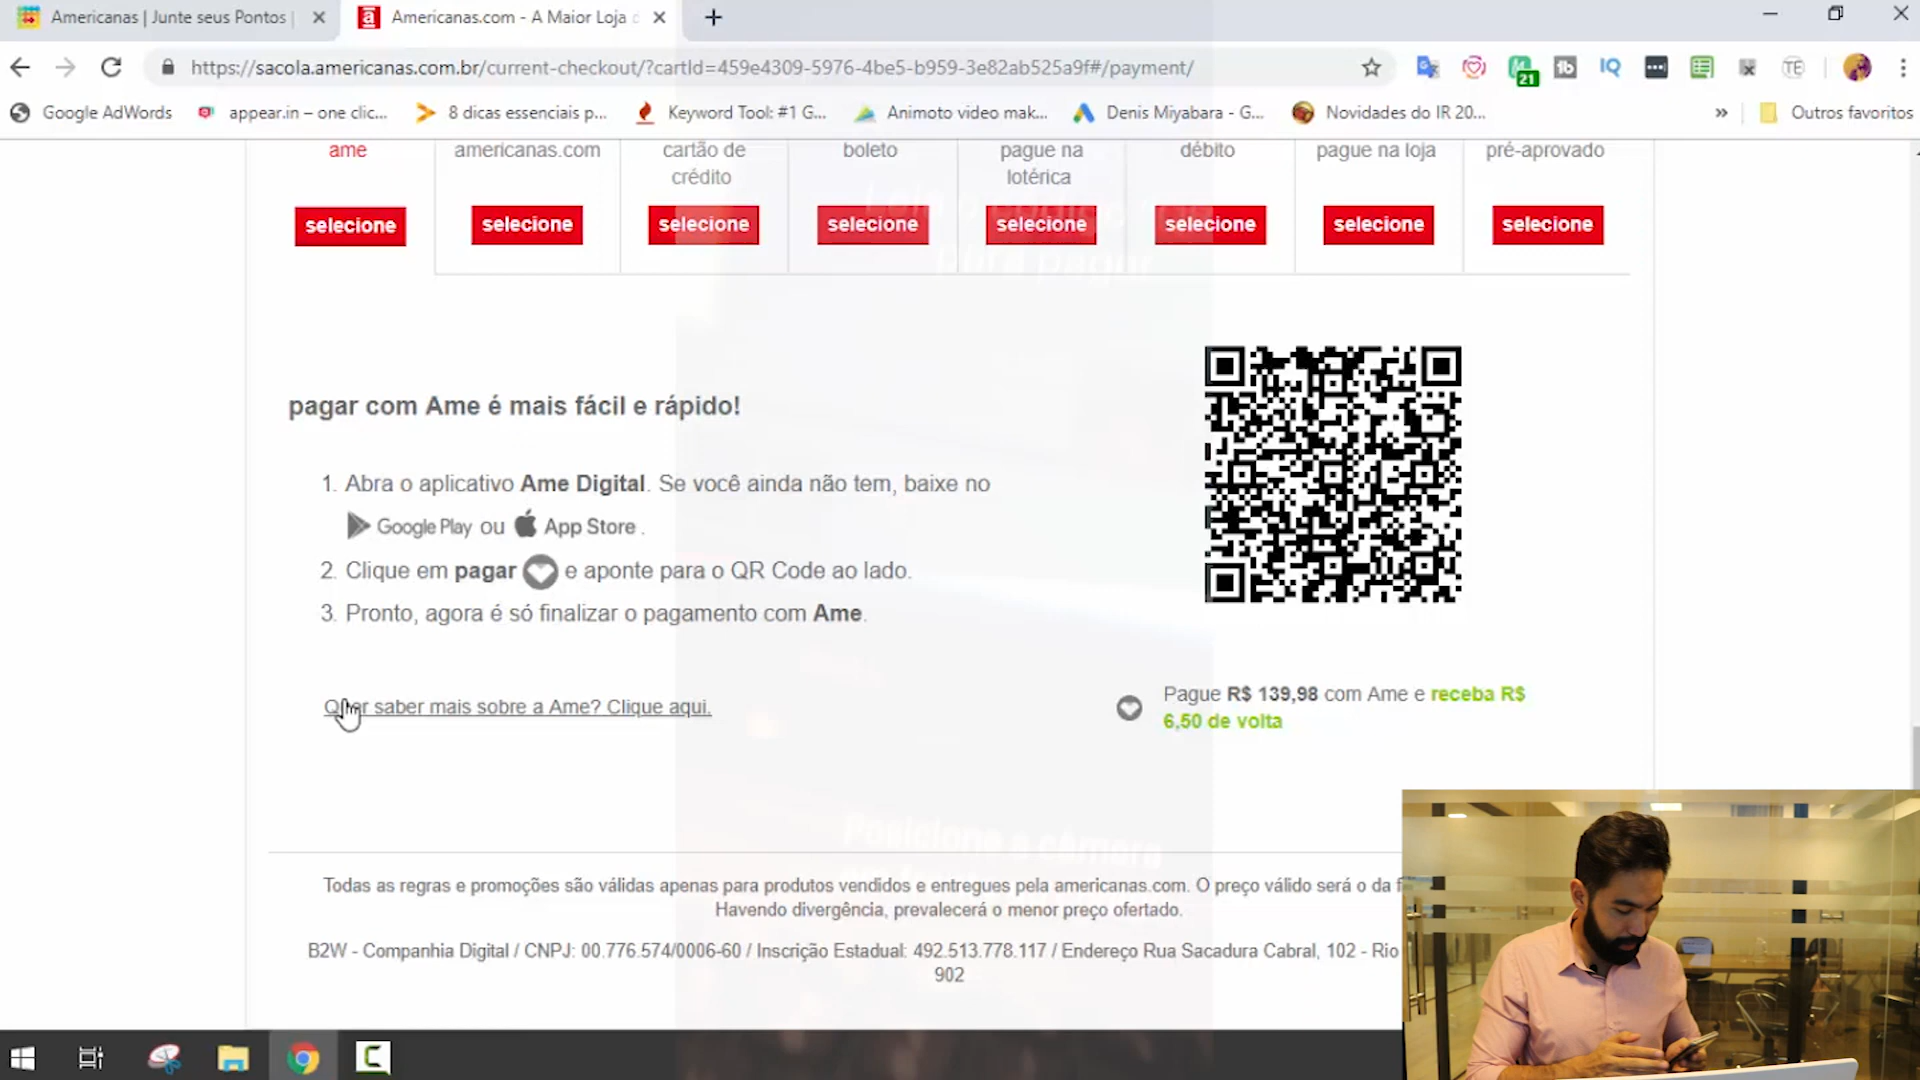 Americanas | Junte seus Pontos
Americanas.com - A Maior Loja d
https://sacola.americanas.com.br/current-checkout/?cartId=459e4309-5976-4be5-b959-3e82ab525a9f#/payment/
21
1b
IQ
TE
Google AdWords
appear.in – one clic...
8 dicas essenciais p...
Keyword Tool: #1 G...
Animoto video mak...
Denis Miyabara - G...
Novidades do IR 20...
»
Outros favoritos
ame
americanas.com
cartão de
crédito
boleto
pague na
lotérica
débito
pague na loja
pré-aprovado
selecione
selecione
selecione
selecione
selecione
selecione
selecione
selecione
pagar com Ame é mais fácil e rápido!
1. Abra o aplicativo Ame Digital. Se você ainda não tem, baixe no
Google Play ou App Store .
2. Clique em pagar e aponte para o QR Code ao lado.
3. Pronto, agora é só finalizar o pagamento com Ame.
Quer saber mais sobre a Ame? Clique aqui.
Pague R$ 139,98 com Ame e receba R$
6,50 de volta
Posicione a câmera
Todas as regras e promoções são válidas apenas para produtos vendidos e entregues pela americanas.com. O preço válido será o da f
Havendo divergência, prevalecerá o menor preço ofertado.
B2W - Companhia Digital / CNPJ: 00.776.574/0006-60 / Inscrição Estadual: 492.513.778.117 / Endereço Rua Sacadura Cabral, 102 - Rio
902